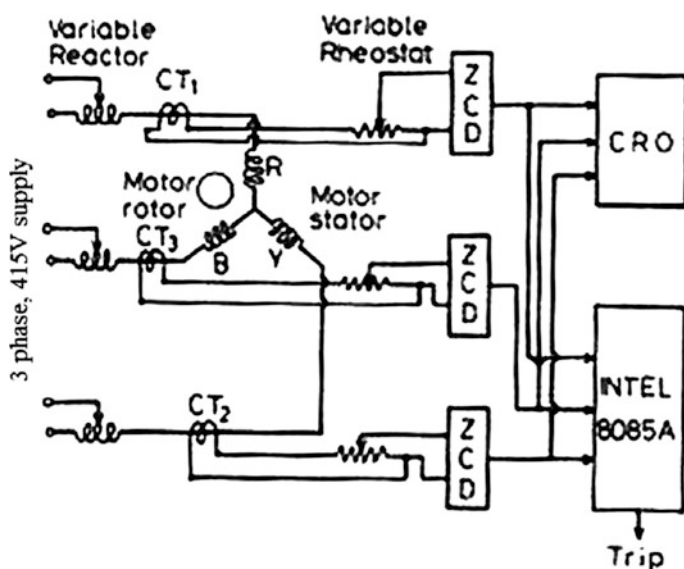 Variable
Reactor
CT1
Variable
Rheostat
Z
C
D
CRO
R
Motor
rotor
Motor
stator
CT3
B
Y
Z
C
D
3 phase, 415V supply
INTEL
8085A
CT2
Z
C
D
Trip